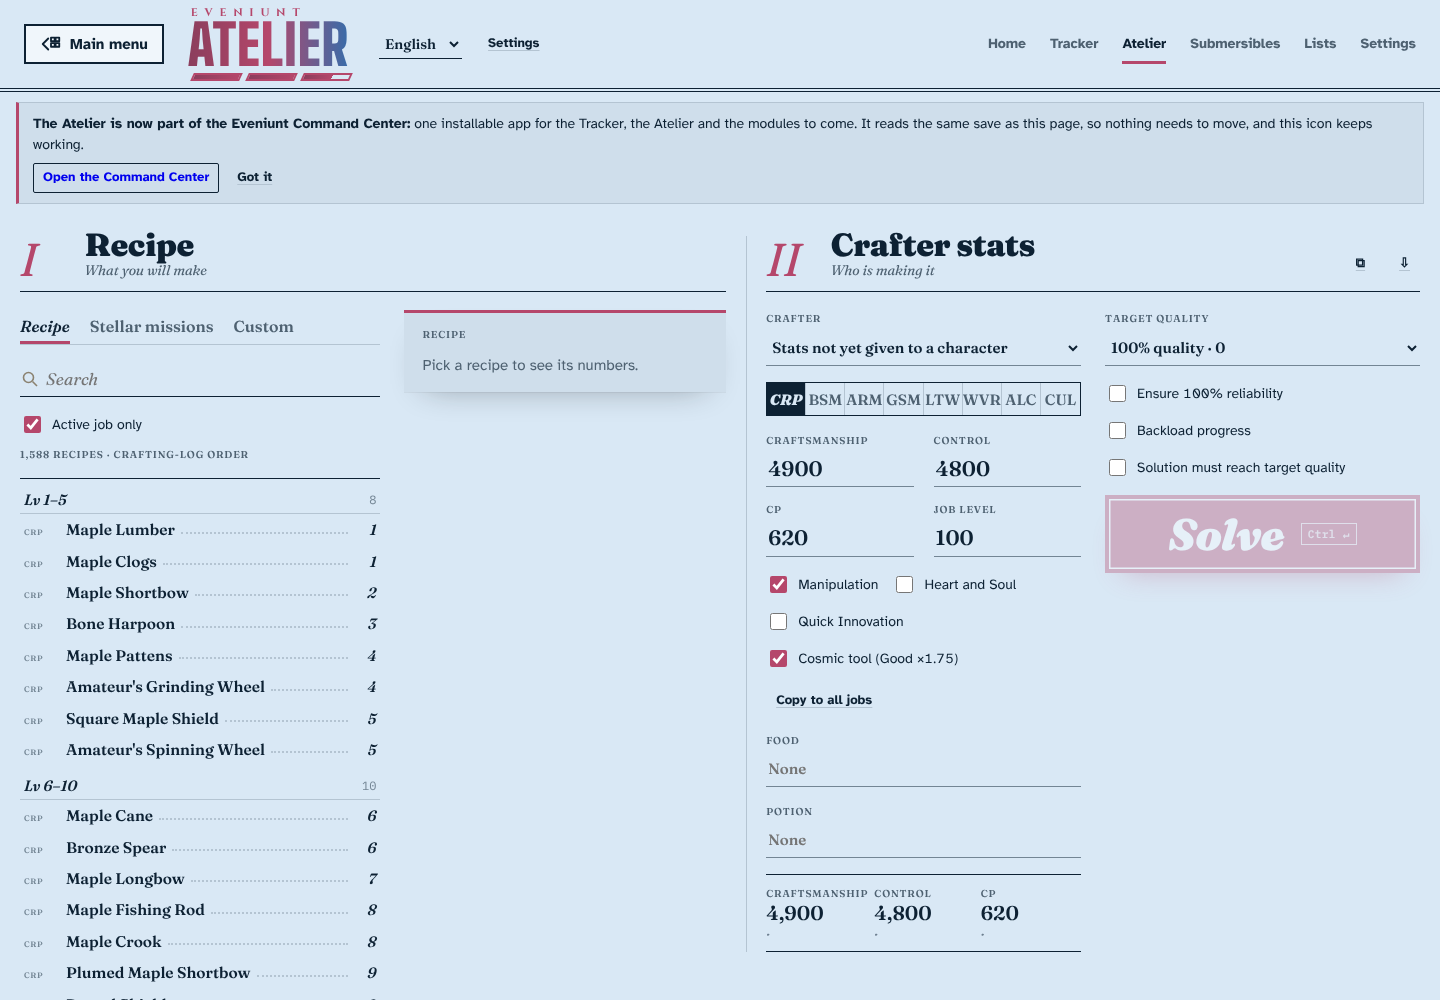 Main menu
EVENIUNT
ATELIER
English
Settings
Home
Tracker
Atelier
Submersibles
Lists
Settings
The Atelier is now part of the Eveniunt Command Center: one installable app for the Tracker, the Atelier and the modules to come. It reads the same save as this page, so nothing needs to move, and this icon keeps
working.
Open the Command Center
Got it
I
Recipe
What you will make
Recipe
Stellar missions
Custom
Search
Active job only
1,588 RECIPES · CRAFTING-LOG ORDER
Lv 1–5 8
CRP Maple Lumber 1
CRP Maple Clogs 1
CRP Maple Shortbow 2
CRP Bone Harpoon 3
CRP Maple Pattens 4
CRP Amateur's Grinding Wheel 4
CRP Square Maple Shield 5
CRP Amateur's Spinning Wheel 5
Lv 6–10 10
CRP Maple Cane 6
CRP Bronze Spear 6
CRP Maple Longbow 7
CRP Maple Fishing Rod 8
CRP Maple Crook 8
CRP Plumed Maple Shortbow 9
RECIPE
Pick a recipe to see its numbers.
II
Crafter stats
Who is making it
CRAFTER
Stats not yet given to a character
CRP BSM ARM GSM LTW WVR ALC CUL
CRAFTSMANSHIP CONTROL
4900 4800
CP JOB LEVEL
620 100
Manipulation Heart and Soul
Quick Innovation
Cosmic tool (Good ×1.75)
Copy to all jobs
FOOD
None
POTION
None
CRAFTSMANSHIP CONTROL CP
4,900 4,800 620
· · ·
TARGET QUALITY
100% quality · 0
Ensure 100% reliability
Backload progress
Solution must reach target quality
Solve Ctrl ↵